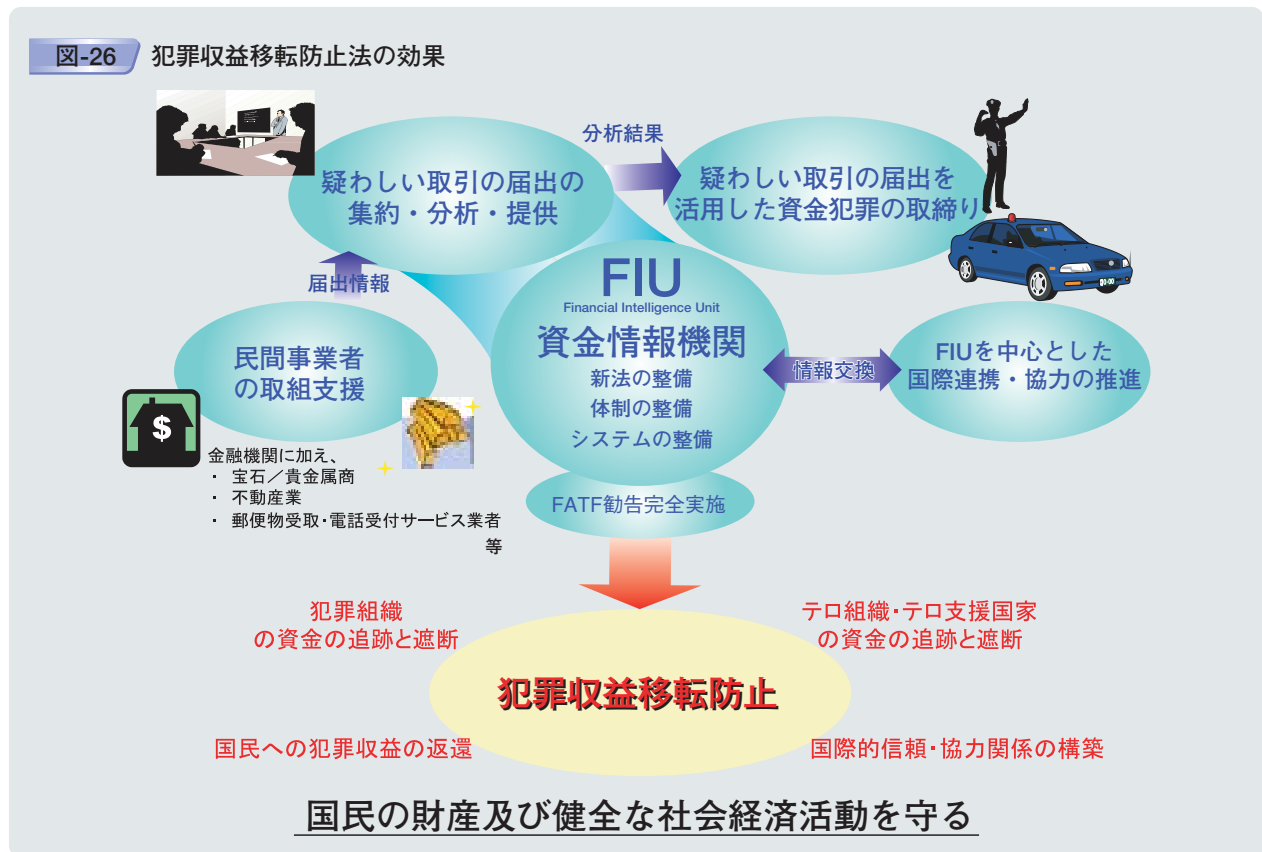 図-26 犯罪収益移転防止法の効果
疑わしい取引の届出の
集約・分析・提供
分析結果
疑わしい取引の届出を
活用した資金犯罪の取締り
届出情報
FIU
Financial Intelligence Unit
資金情報機関
新法の整備
体制の整備
システムの整備
民間事業者
の取組支援
情報交換
FIUを中心とした
国際連携・協力の推進
金融機関に加え、
・ 宝石／貴金属商
・ 不動産業
・ 郵便物受取・電話受付サービス業者
等
$
FATF勧告完全実施
犯罪組織
の資金の追跡と遮断
テロ組織・テロ支援国家
の資金の追跡と遮断
犯罪収益移転防止
国民への犯罪収益の返還
国際的信頼・協力関係の構築
国民の財産及び健全な社会経済活動を守る